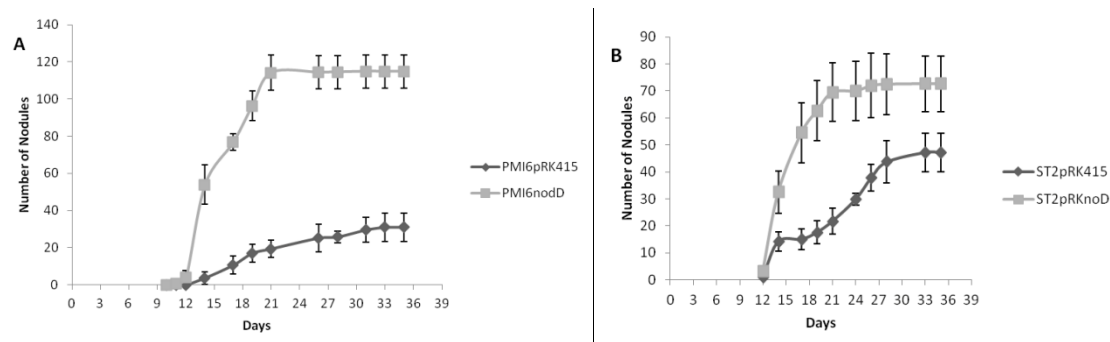 A
140
120
100
80
60
40
20
0
Number of Nodules
0 3 6 9 12 15 18 21 24 27 30 33 36 39
Days
PMI6pRK415
PMI6nodD
B
90
80
70
60
50
40
30
20
10
0
Number of Nodules
0 3 6 9 12 15 18 21 24 27 30 33 36 39
Days
ST2pRK415
ST2pRKnoD